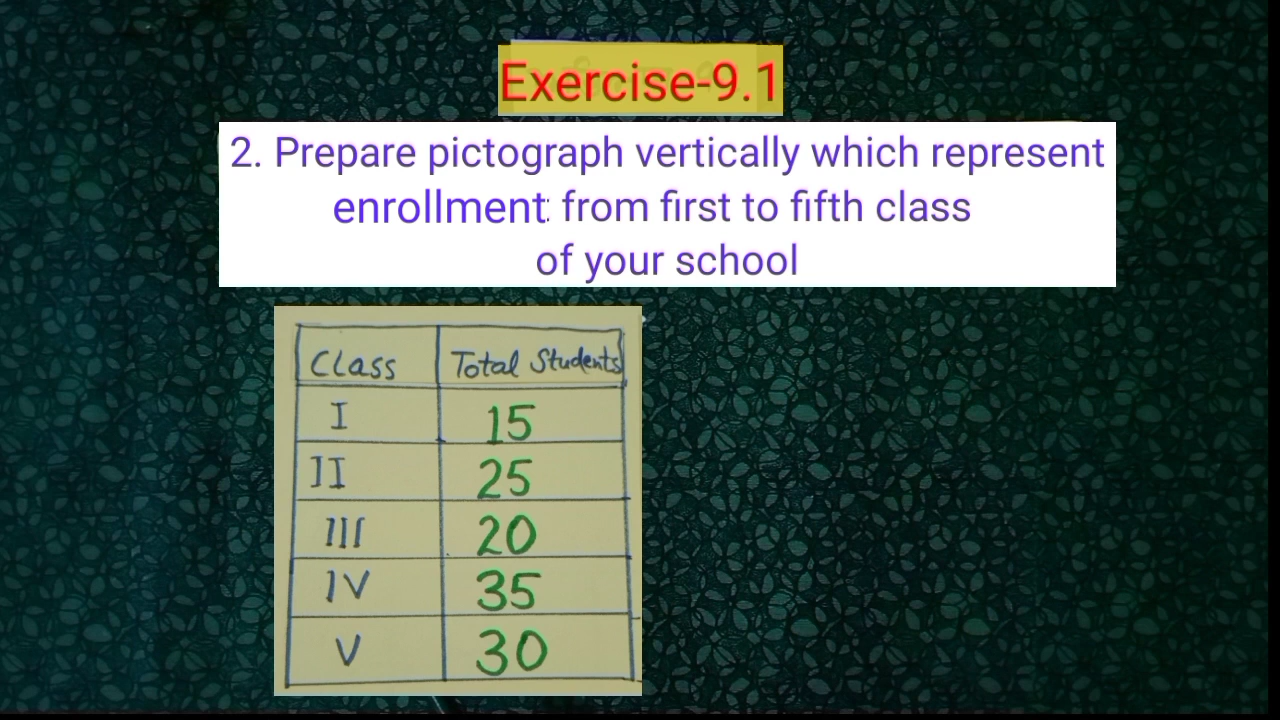 Exercise-9.1
2. Prepare pictograph vertically which represent
enrollment: from first to fifth class
of your school
Class Total Students
I 15
II 25
III 20
IV 35
V 30